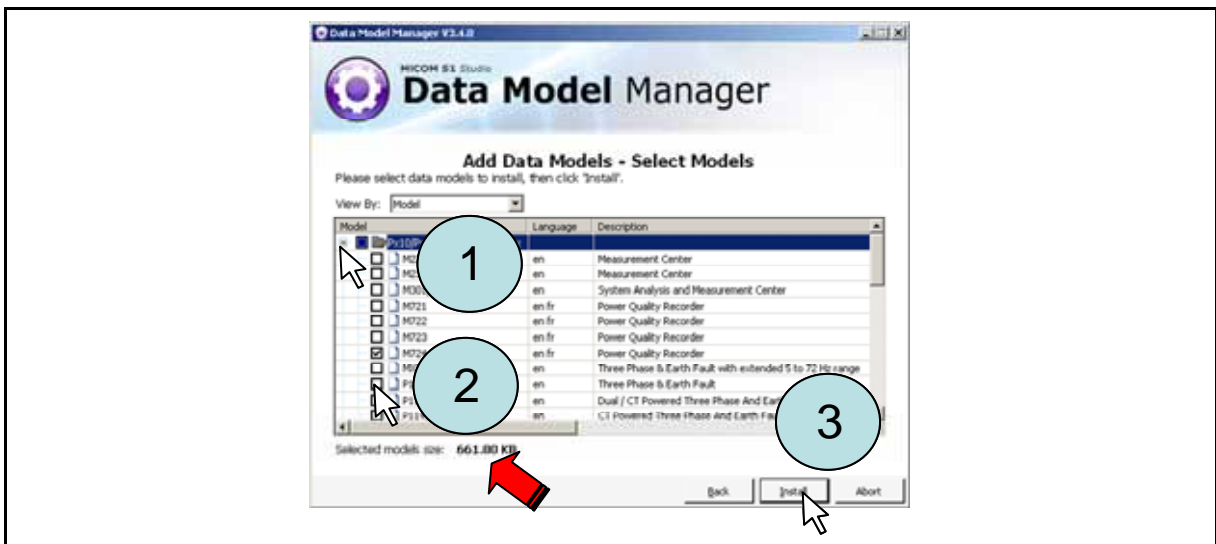 Data Model Manager V3.4.0
MiCOM S1 Studio
Data Model Manager
Add Data Models - Select Models
Please select data models to install, then click 'Install'.
View By: Model
Model Language Description
en Measurement Center
en Measurement Center
en System Analysis and Measurement Center
M721 en fr Power Quality Recorder
M722 en fr Power Quality Recorder
M723 en fr Power Quality Recorder
en fr Power Quality Recorder
en Three Phase & Earth Fault with extended 5 to 72 Hz range
en Three Phase & Earth Fault
en Dual / CT Powered Three Phase And
en CT Powered Three Phase And Earth
1
2
3
Selected models size: 661.00 KB
Back Install Abort